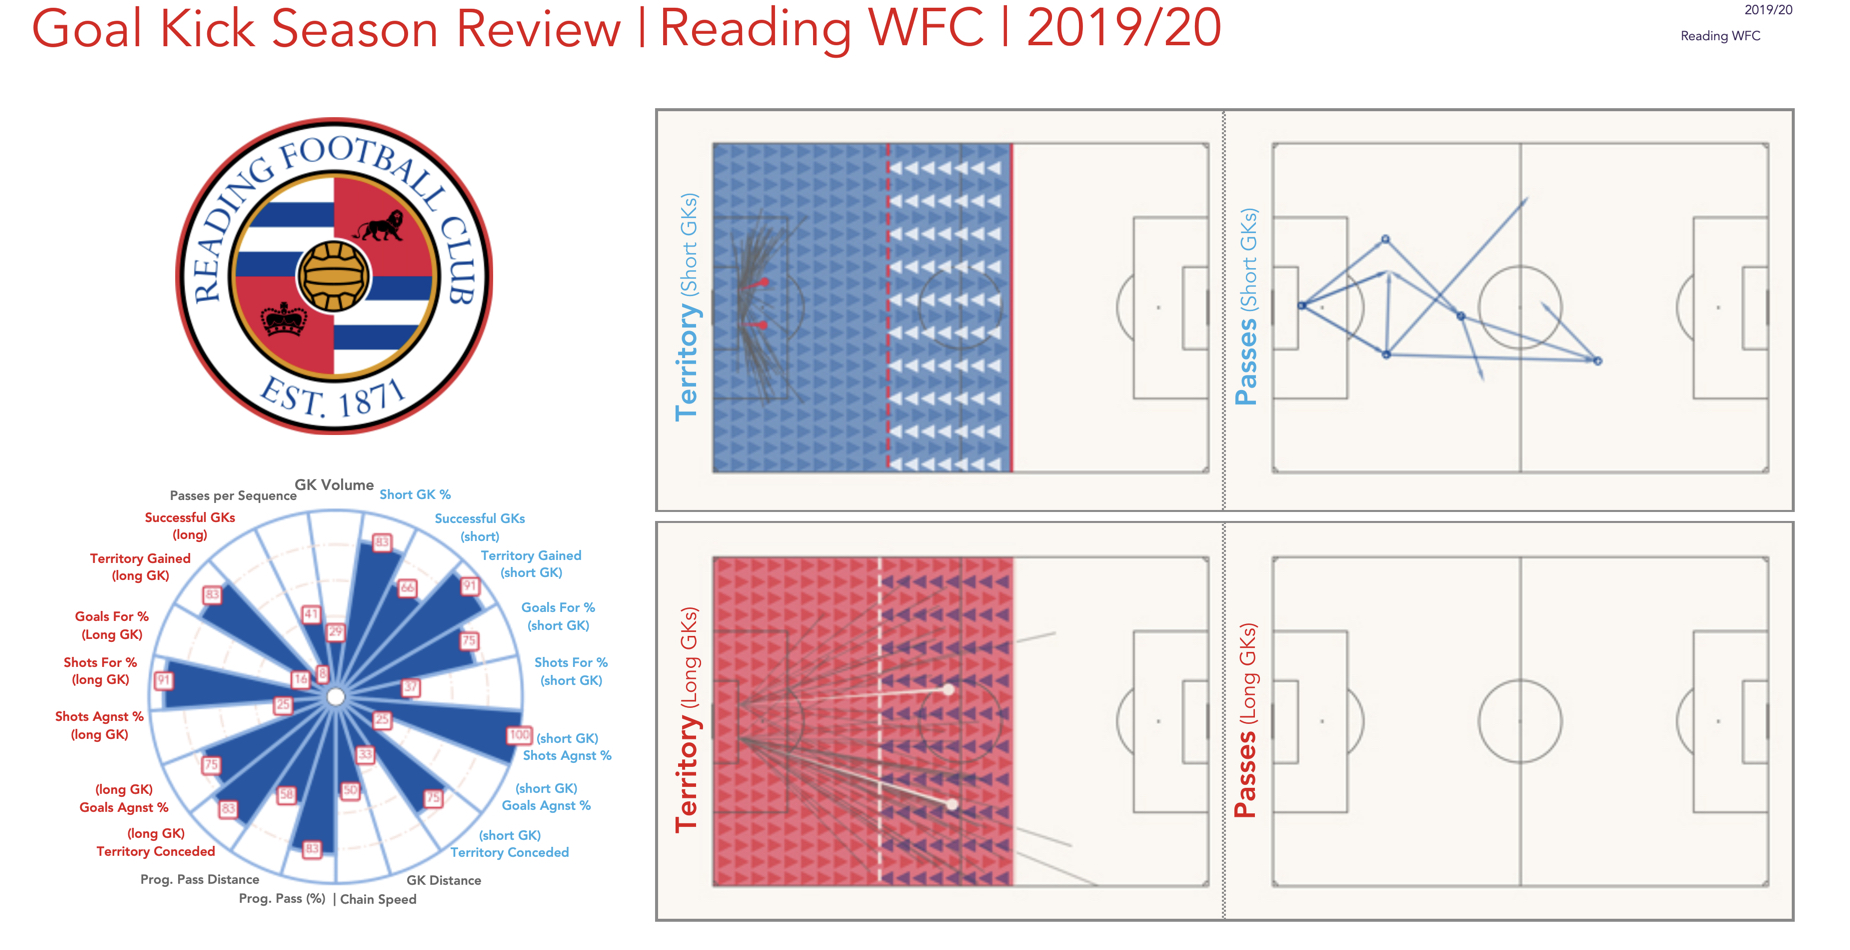 Goal Kick Season Review | Reading WFC | 2019/20
2019/20
Reading WFC
READING FOOTBALL CLUB
EST. 1871
Territory (Short GKs)
Passes (Short GKs)
Territory (Long GKs)
Passes (Long GKs)
GK Volume
Passes per Sequence
Short GK %
Successful GKs
(long)
Successful GKs
(short)
Territory Gained
(long GK)
Territory Gained
(short GK)
Goals For %
(Long GK)
Goals For %
(short GK)
Shots For %
(long GK)
Shots For %
(short GK)
Shots Agnst %
(long GK)
(short GK)
Shots Agnst %
(long GK)
Goals Agnst %
(short GK)
Goals Agnst %
(long GK)
Territory Conceded
(short GK)
Territory Conceded
Prog. Pass Distance
GK Distance
Prog. Pass (%) | Chain Speed
83
66
91
75
37
100
25
75
33
50
83
58
83
75
25
91
16
83
8
41
29